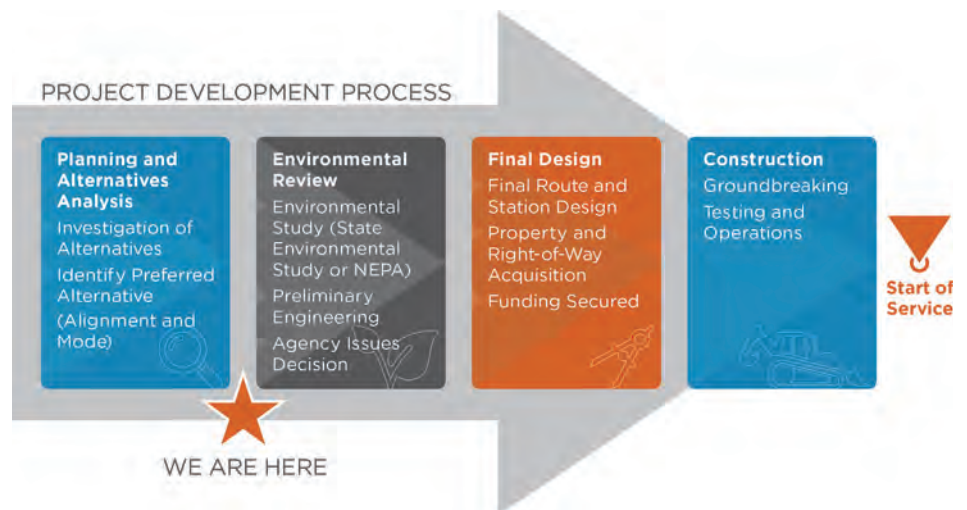 PROJECT DEVELOPMENT PROCESS
Planning and
Alternatives
Analysis
Investigation of
Alternatives
Identify Preferred
Alternative
(Alignment and
Mode)
Environmental
Review
Environmental
Study (State
Environmental
Study or NEPA)
Preliminary
Engineering
Agency Issues
Decision
Final Design
Final Route and
Station Design
Property and
Right-of-Way
Acquisition
Funding Secured
Construction
Groundbreaking
Testing and
Operations
Start of
Service
WE ARE HERE